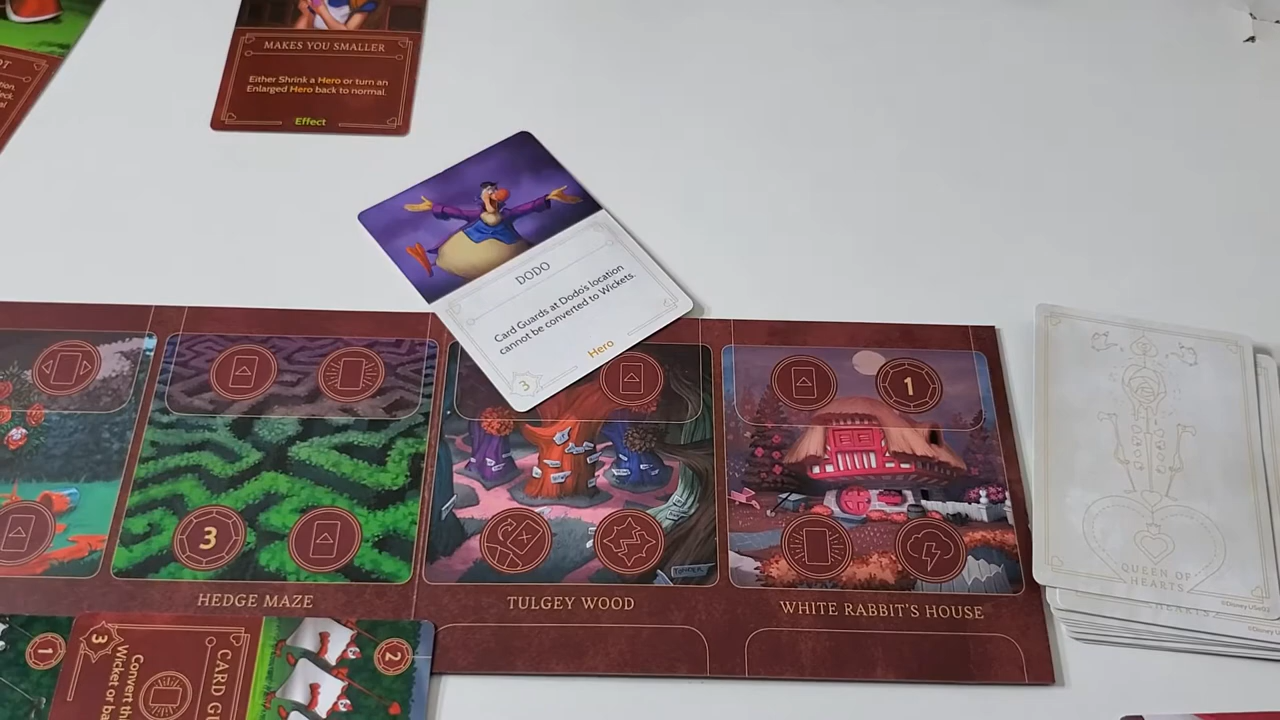 MAKES YOU SMALLER
Either Shrink a Hero or turn an
Enlarged Hero back to normal.
Effect
DODO
Card Guards at Dodo's location
cannot be converted to Wickets.
Hero
3
1
3
HEDGE MAZE
TULGEY WOOD
WHITE RABBIT'S HOUSE
QUEEN OF
HEARTS
HEARTS
1
3
2
CARD GU
Convert th
Wicket or ba